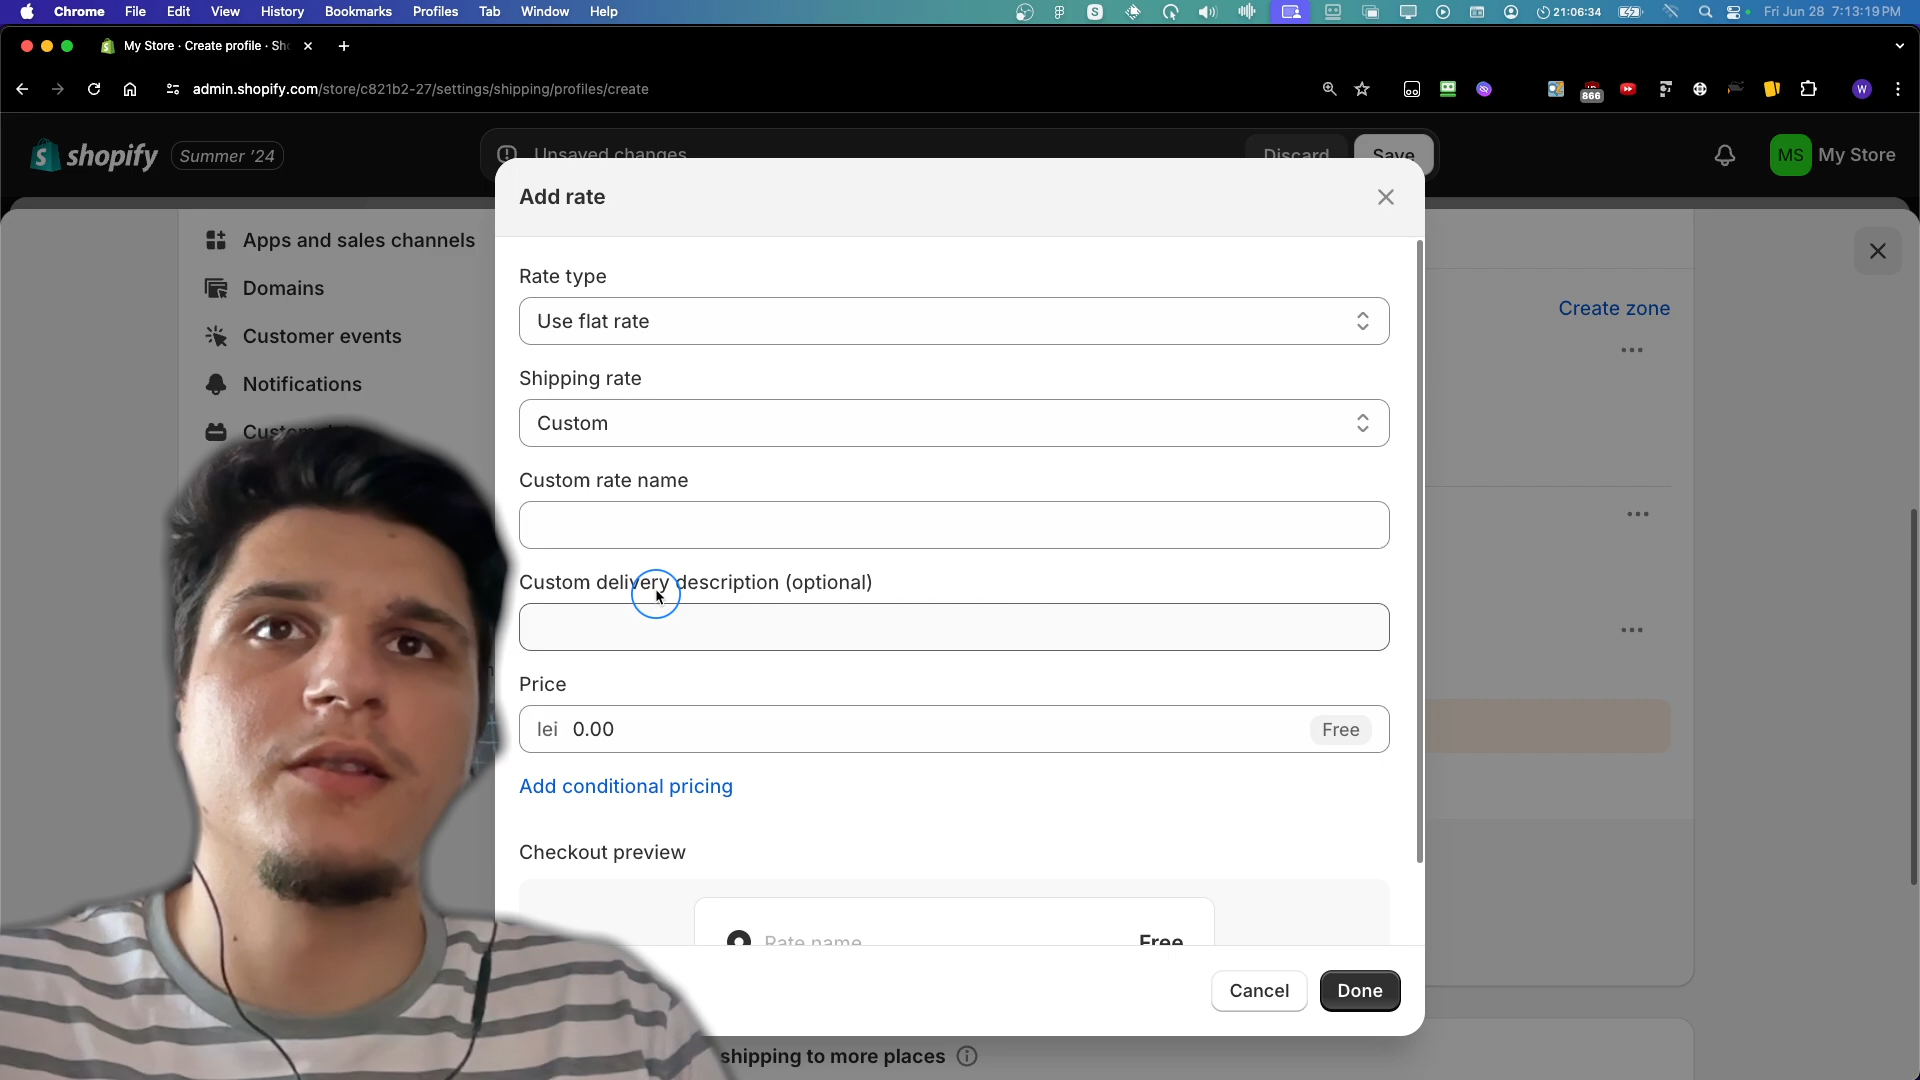 Chrome File Edit View History Bookmarks Profiles Tab Window Help
21:06:34
Fri Jun 28 7:13:19 PM
My Store · Create profile · Sh
admin.shopify.com/store/c821b2-27/settings/shipping/profiles/create
866
W
shopify
Summer '24
Unsaved changes
Discard
Save
MS
My Store
Add rate
Apps and sales channels
Domains
Customer events
Notifications
Create zone
Rate type
Use flat rate
Shipping rate
Custom
Custom rate name
Custom delivery description (optional)
Price
lei 0.00
Free
Add conditional pricing
Checkout preview
Rate name
Free
Cancel
Done
shipping to more places